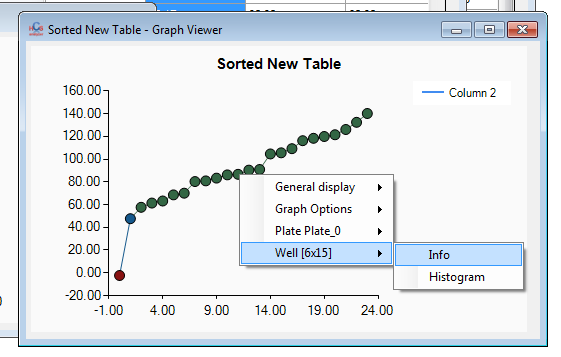 Sorted New Table - Graph Viewer
Sorted New Table
Column 2
160.00
140.00
120.00
100.00
80.00
60.00
40.00
20.00
0.00
-20.00
-1.00 4.00 9.00 14.00 19.00 24.00
General display
Graph Options
Plate Plate_0
Well [6x15]
Info
Histogram